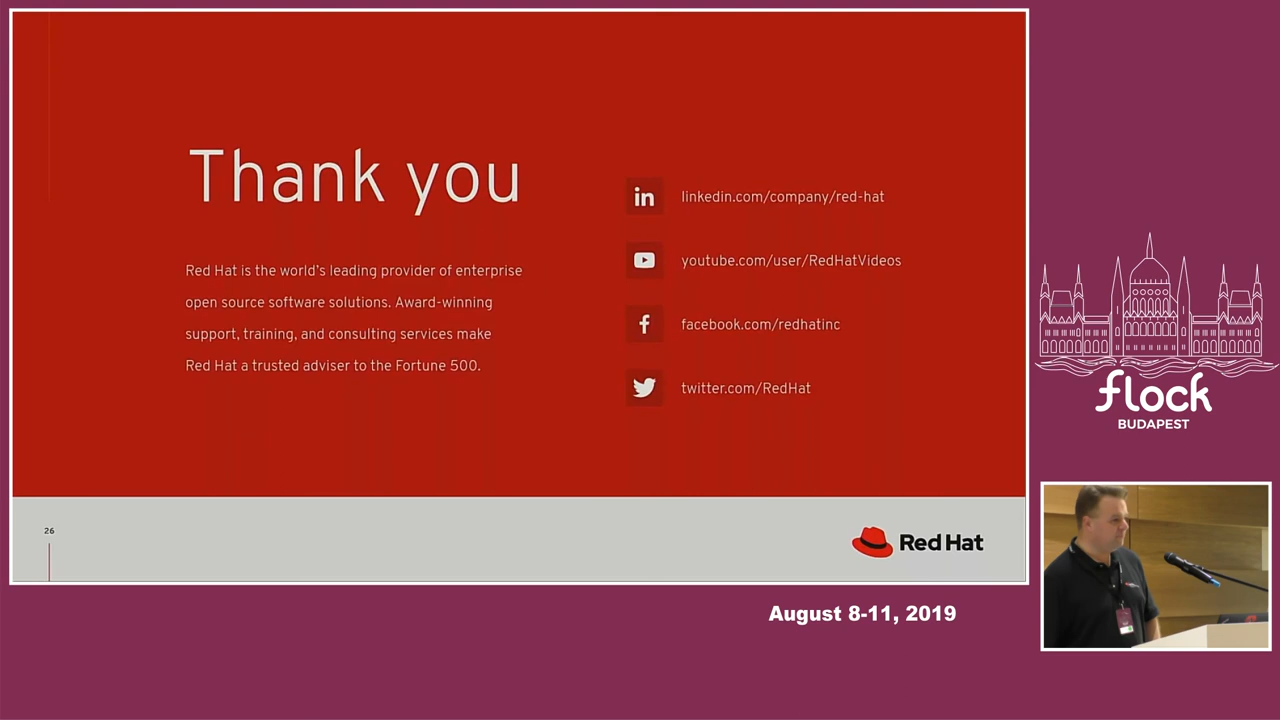 Thank you
Red Hat is the world's leading provider of enterprise
open source software solutions. Award-winning
support, training, and consulting services make
Red Hat a trusted adviser to the Fortune 500.
in
linkedin.com/company/red-hat
youtube.com/user/RedHatVideos
f
facebook.com/redhatinc
twitter.com/RedHat
26
Red Hat
flock
BUDAPEST
August 8-11, 2019